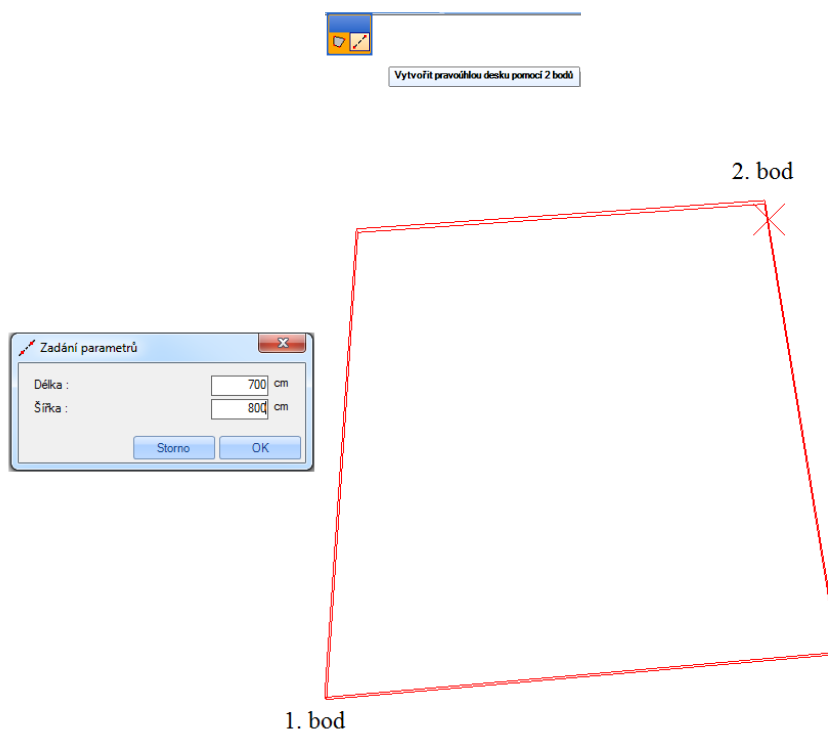 Vytvořit pravoúhlou desku pomocí 2 bodů
2. bod
Zadání parametrů
Délka : 700 cm
Šířka : 800 cm
Storno OK
1. bod